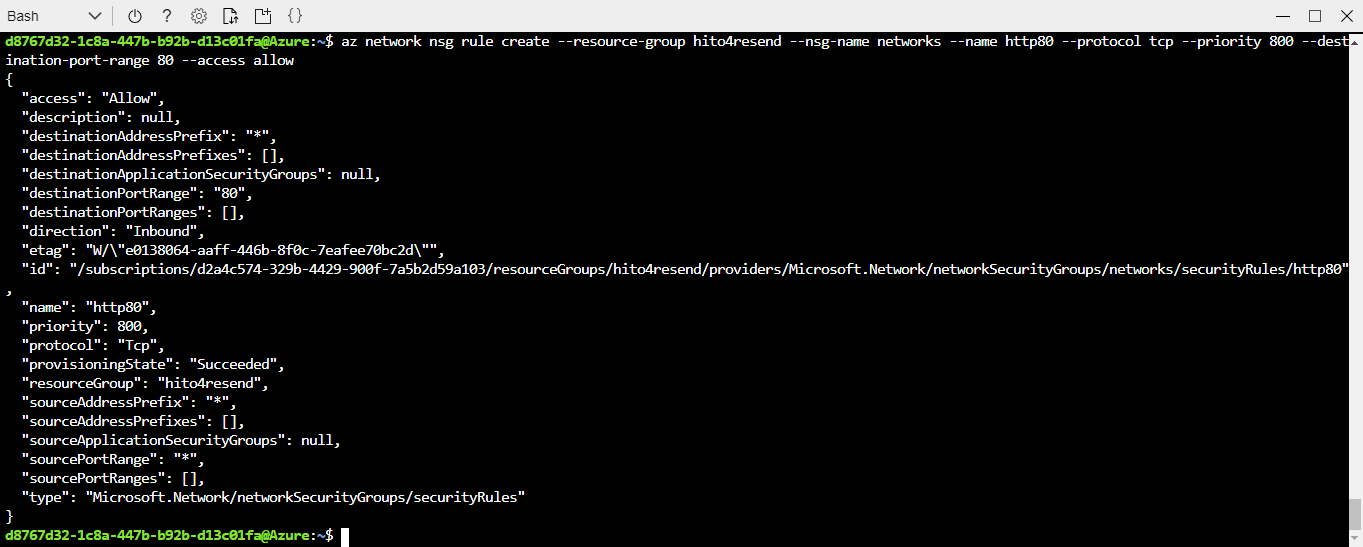 Bash
d8767d32-1c8a-447b-b92b-d13c01fa@Azure:~$ az network nsg rule create --resource-group hito4resend --nsg-name networks --name http80 --protocol tcp --priority 800 --dest
ination-port-range 80 --access allow
{
  "access": "Allow",
  "description": null,
  "destinationAddressPrefix": "*",
  "destinationAddressPrefixes": [],
  "destinationApplicationSecurityGroups": null,
  "destinationPortRange": "80",
  "destinationPortRanges": [],
  "direction": "Inbound",
  "etag": "W/\"e0138064-aaff-446b-8f0c-7eafee70bc2d\"",
  "id": "/subscriptions/d2a4c574-329b-4429-900f-7a5b2d59a103/resourceGroups/hito4resend/providers/Microsoft.Network/networkSecurityGroups/networks/securityRules/http80"
,
  "name": "http80",
  "priority": 800,
  "protocol": "Tcp",
  "provisioningState": "Succeeded",
  "resourceGroup": "hito4resend",
  "sourceAddressPrefix": "*",
  "sourceAddressPrefixes": [],
  "sourceApplicationSecurityGroups": null,
  "sourcePortRange": "*",
  "sourcePortRanges": [],
  "type": "Microsoft.Network/networkSecurityGroups/securityRules"
}
d8767d32-1c8a-447b-b92b-d13c01fa@Azure:~$